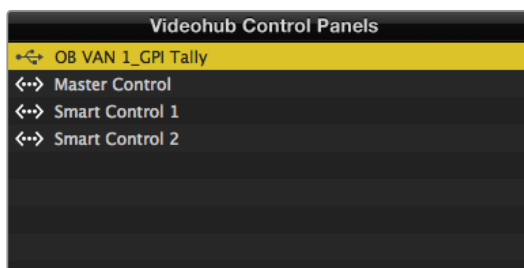 Videohub Control Panels
OB VAN 1_GPI Tally
Master Control
Smart Control 1
Smart Control 2